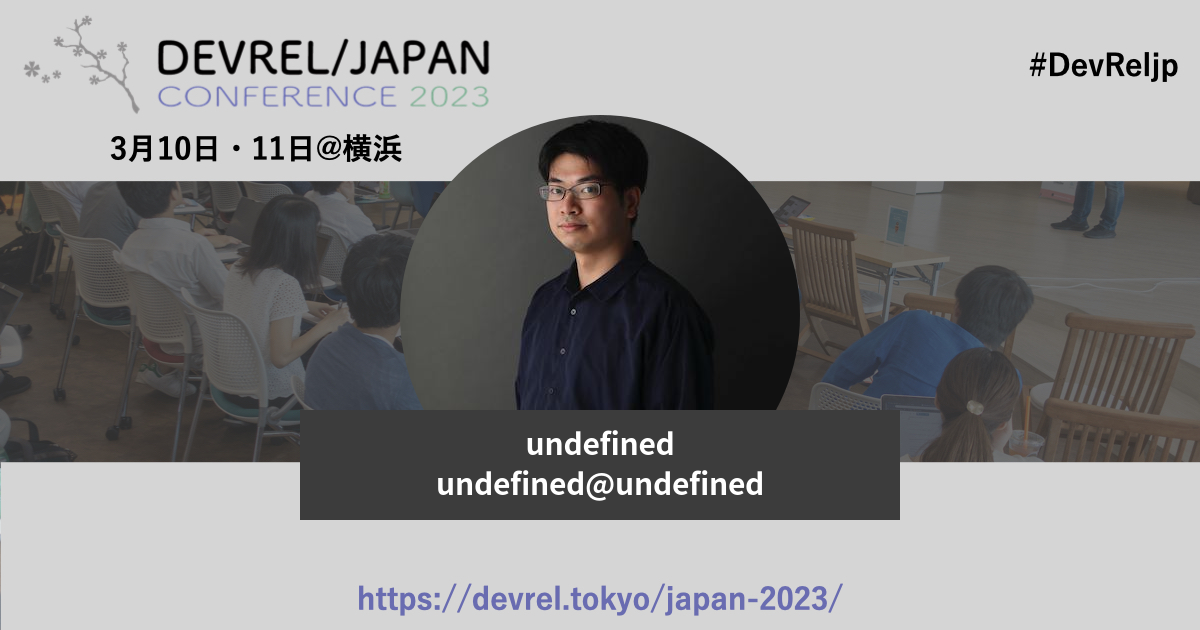 DEVREL/JAPAN
CONFERENCE 2023
#DevReljp
3月10日・11日@横浜
undefined
undefined@undefined
https://devrel.tokyo/japan-2023/